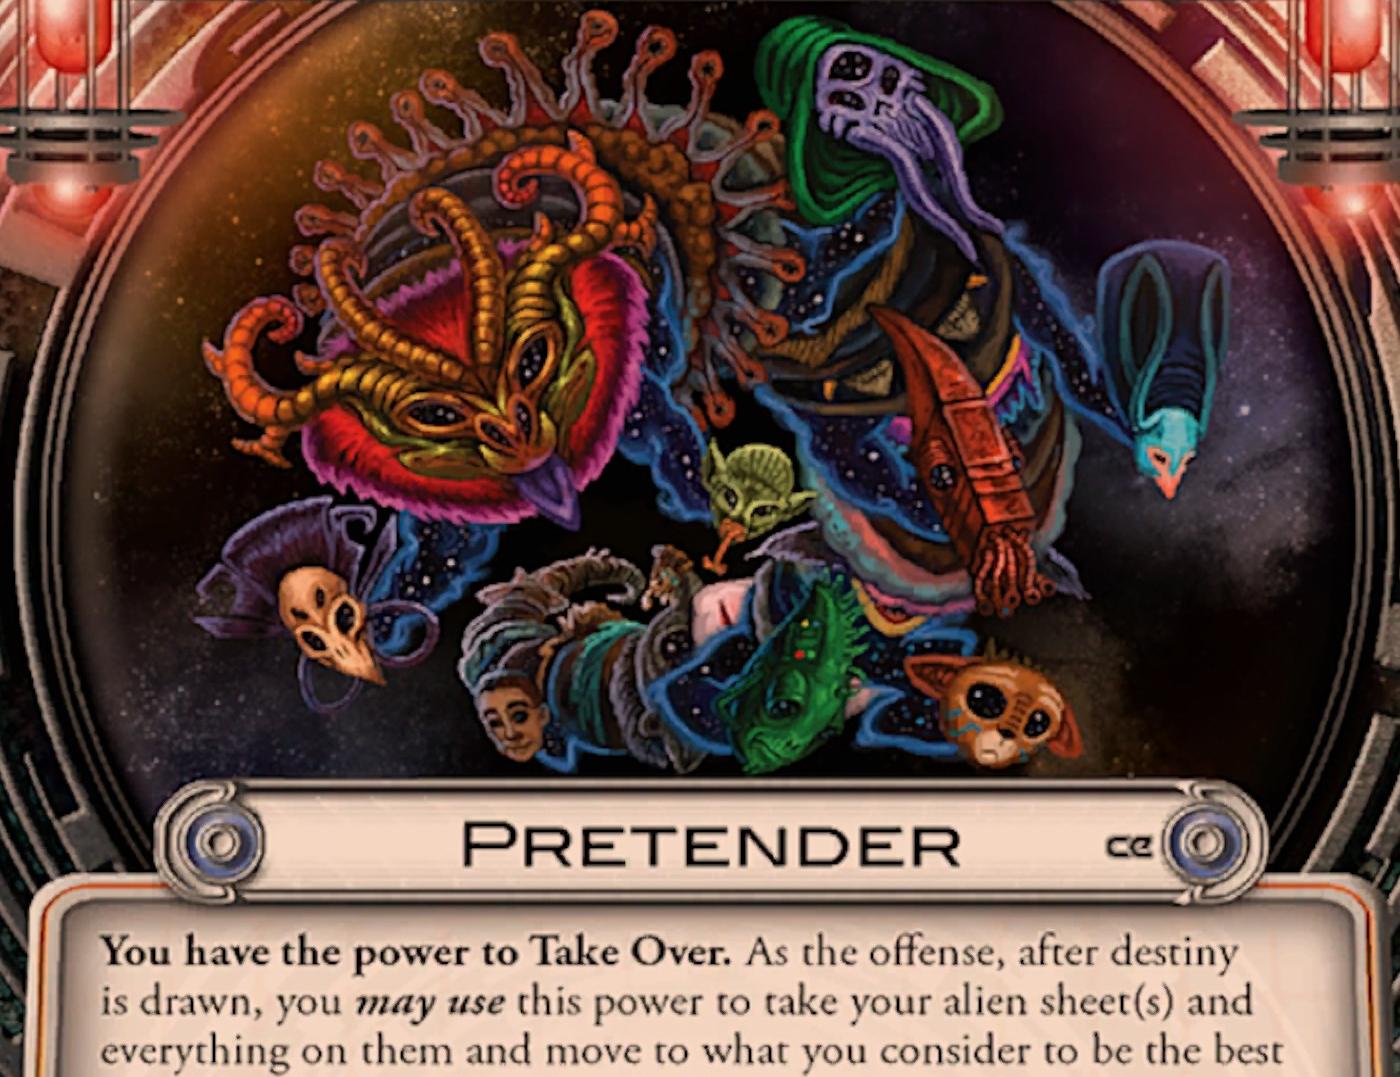 PRETENDER ce
You have the power to Take Over. As the offense, after destiny
is drawn, you may use this power to take your alien sheet(s) and
everything on them and move to what you consider to be the best